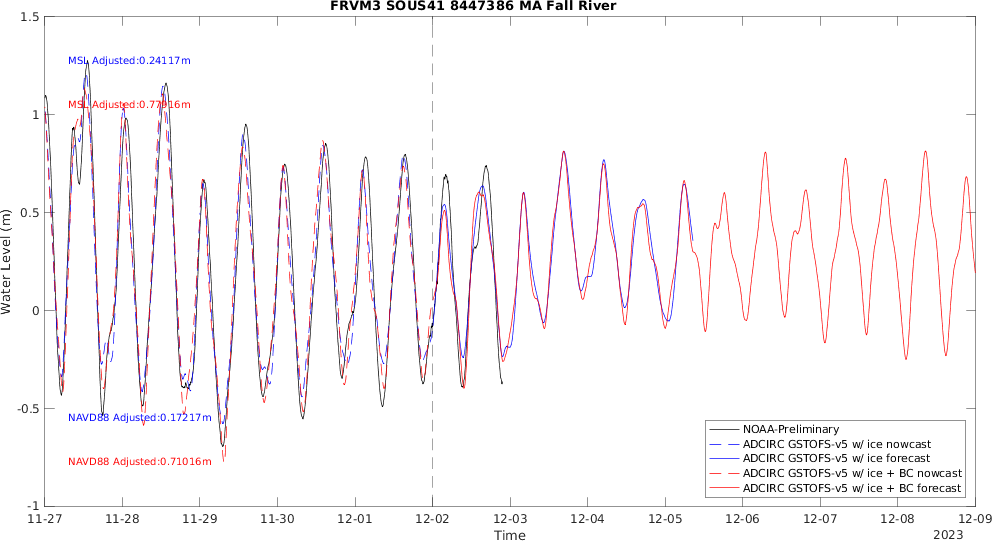 FRVM3 SOUS41 8447386 MA Fall River
1.5
1
0.5
0
-0.5
-1
Water Level (m)
MSL Adjusted:0.24117m
MSL Adjusted:0.77916m
NAVD88 Adjusted:0.17217m
NAVD88 Adjusted:0.71016m
NOAA-Preliminary
ADCIRC GSTOFS-v5 w/ ice nowcast
ADCIRC GSTOFS-v5 w/ ice forecast
ADCIRC GSTOFS-v5 w/ ice + BC nowcast
ADCIRC GSTOFS-v5 w/ ice + BC forecast
11-27 11-28 11-29 11-30 12-01 12-02 12-03 12-04 12-05 12-06 12-07 12-08 12-09
Time
2023